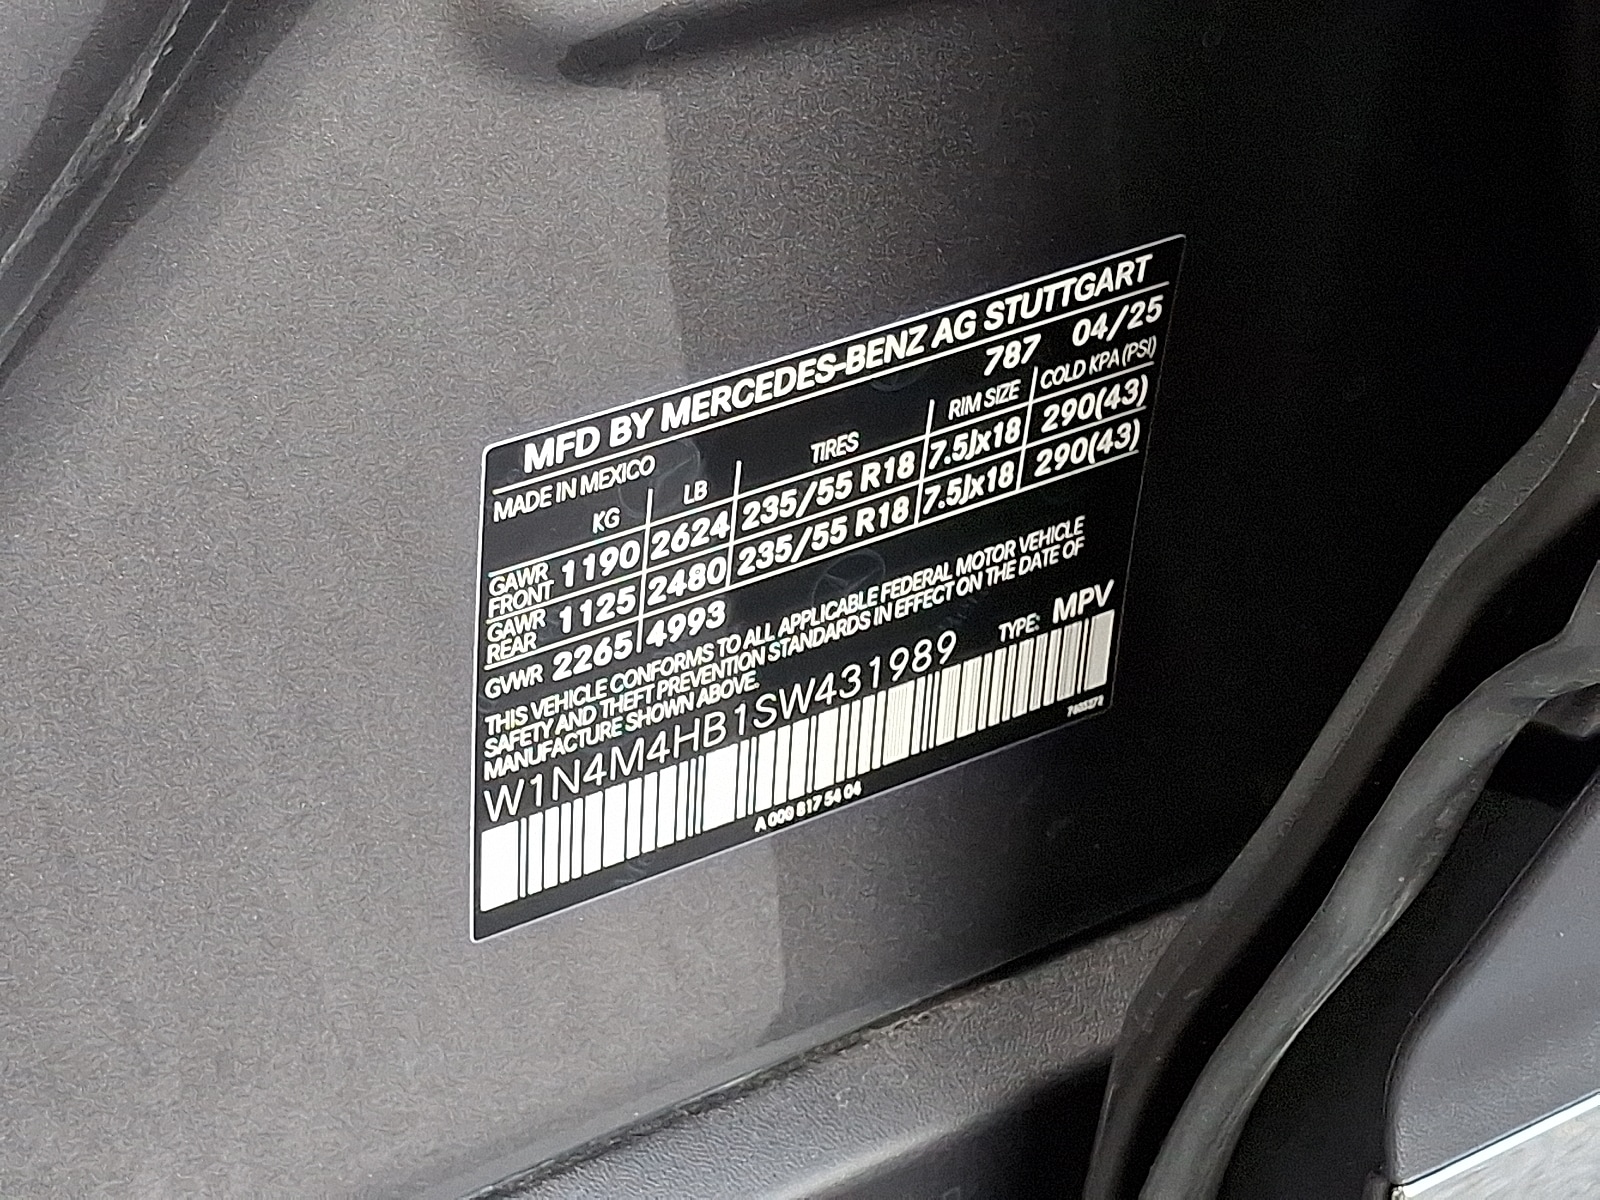 MFD BY MERCEDES-BENZ AG STUTTGART
MADE IN MEXICO 787 04/25
KG LB TIRES RIM SIZE COLD KPA (PSI)
GAWR FRONT 1190 2624 235/55 R18 7.5Jx18 290(43)
GAWR REAR 1125 2480 235/55 R18 7.5Jx18 290(43)
GVWR 2265 4993
THIS VEHICLE CONFORMS TO ALL APPLICABLE FEDERAL MOTOR VEHICLE
SAFETY AND THEFT PREVENTION STANDARDS IN EFFECT ON THE DATE OF
MANUFACTURE SHOWN ABOVE.
W1N4M4HB1SW431989 TYPE: MPV
A 000 817 54 04